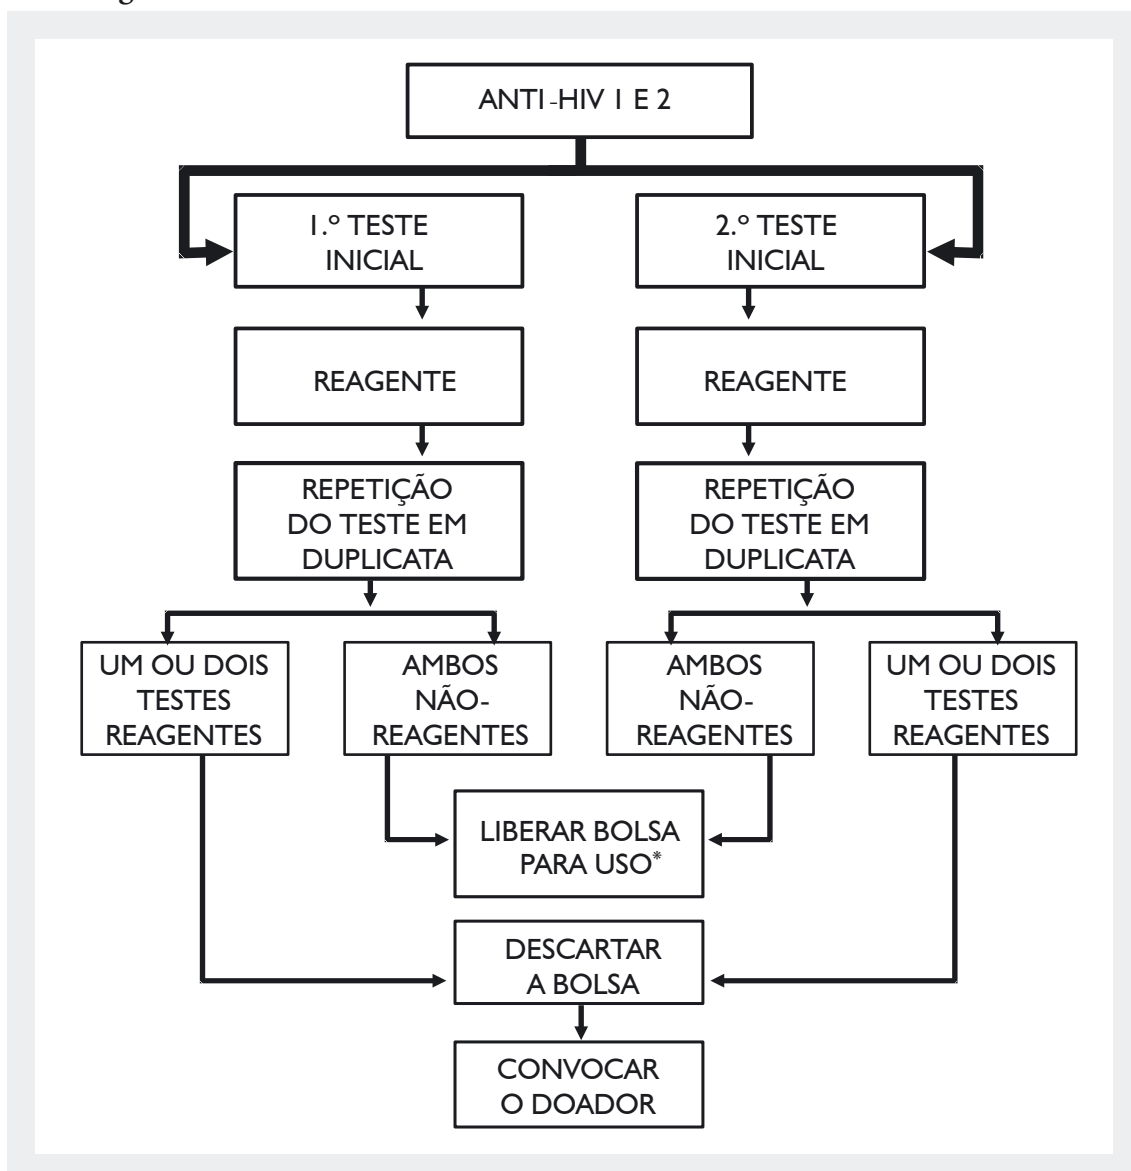 ANTI-HIV 1 E 2
1.º TESTE
INICIAL
2.º TESTE
INICIAL
REAGENTE
REAGENTE
REPETIÇÃO
DO TESTE EM
DUPLICATA
REPETIÇÃO
DO TESTE EM
DUPLICATA
UM OU DOIS
TESTES
REAGENTES
AMBOS
NÃO-
REAGENTES
AMBOS
NÃO-
REAGENTES
UM OU DOIS
TESTES
REAGENTES
LIBERAR BOLSA
PARA USO*
DESCARTAR
A BOLSA
CONVOCAR
O DOADOR